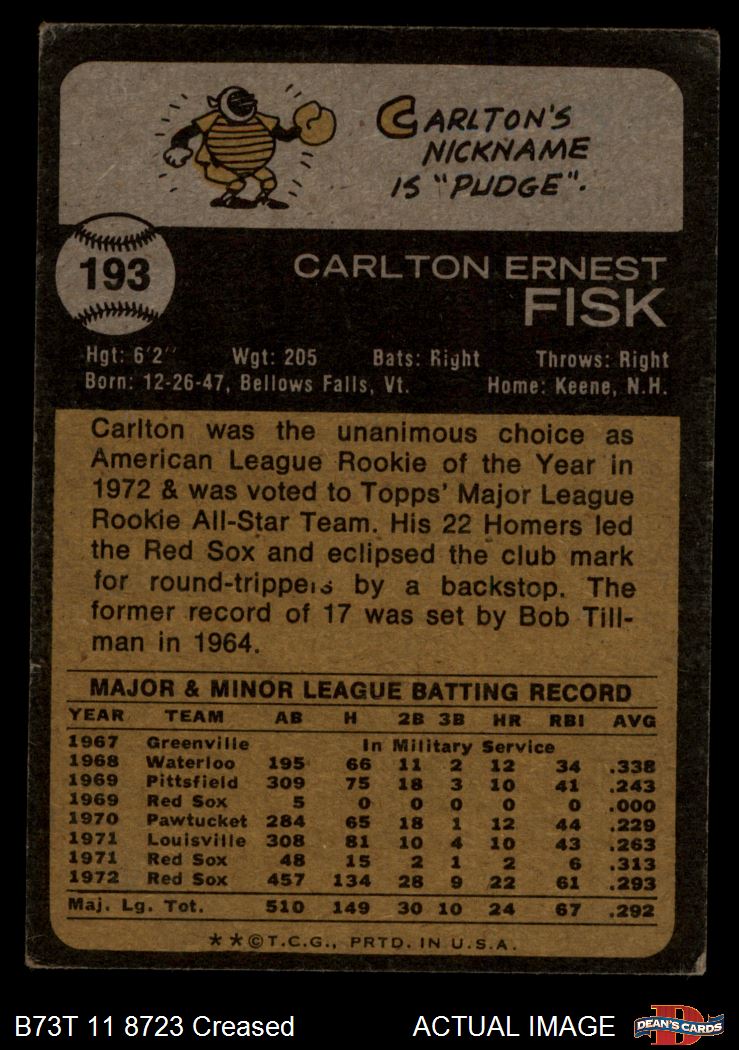 CARLTON'S
NICKNAME
IS "PUDGE".
193
CARLTON ERNEST
FISK
Hgt: 6'2" Wgt: 205 Bats: Right Throws: Right
Born: 12-26-47, Bellows Falls, Vt. Home: Keene, N.H.
Carlton was the unanimous choice as
American League Rookie of the Year in
1972 & was voted to Topps' Major League
Rookie All-Star Team. His 22 Homers led
the Red Sox and eclipsed the club mark
for round-trippers by a backstop. The
former record of 17 was set by Bob Till-
man in 1964.
MAJOR & MINOR LEAGUE BATTING RECORD
YEAR TEAM AB H 2B 3B HR RBI AVG
1967 Greenville In Military Service
1968 Waterloo 195 66 11 2 12 34 .338
1969 Pittsfield 309 75 18 3 10 41 .243
1969 Red Sox 5 0 0 0 0 0 .000
1970 Pawtucket 284 65 18 1 12 44 .229
1971 Louisville 308 81 10 4 10 43 .263
1971 Red Sox 48 15 2 1 2 6 .313
1972 Red Sox 457 134 28 9 22 61 .293
Maj. Lg. Tot. 510 149 30 10 24 67 .292
**©T.C.G., PRTD. IN U.S.A.
B73T 11 8723 Creased ACTUAL IMAGE
D
DEAN'S CARDS